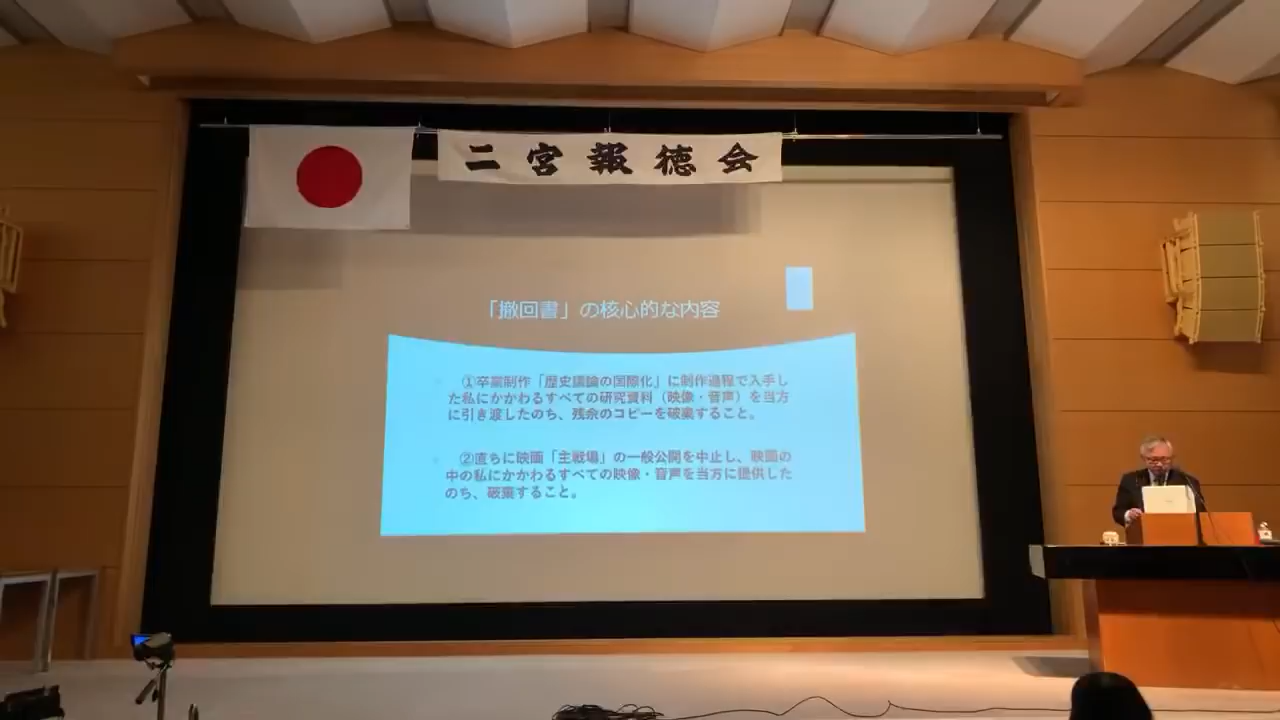 二宮報徳会
「撤回書」の核心的な内容
①卒業制作「歴史議論の国際化」に制作過程で入手し
た私にかかわるすべての研究資料（映像・音声）を当方
に引き渡したのち、残余のコピーを破棄すること。
②直ちに映画「主戦場」の一般公開を中止し、映画の
中の私にかかわるすべての映像・音声を当方に提供した
のち、破棄すること。